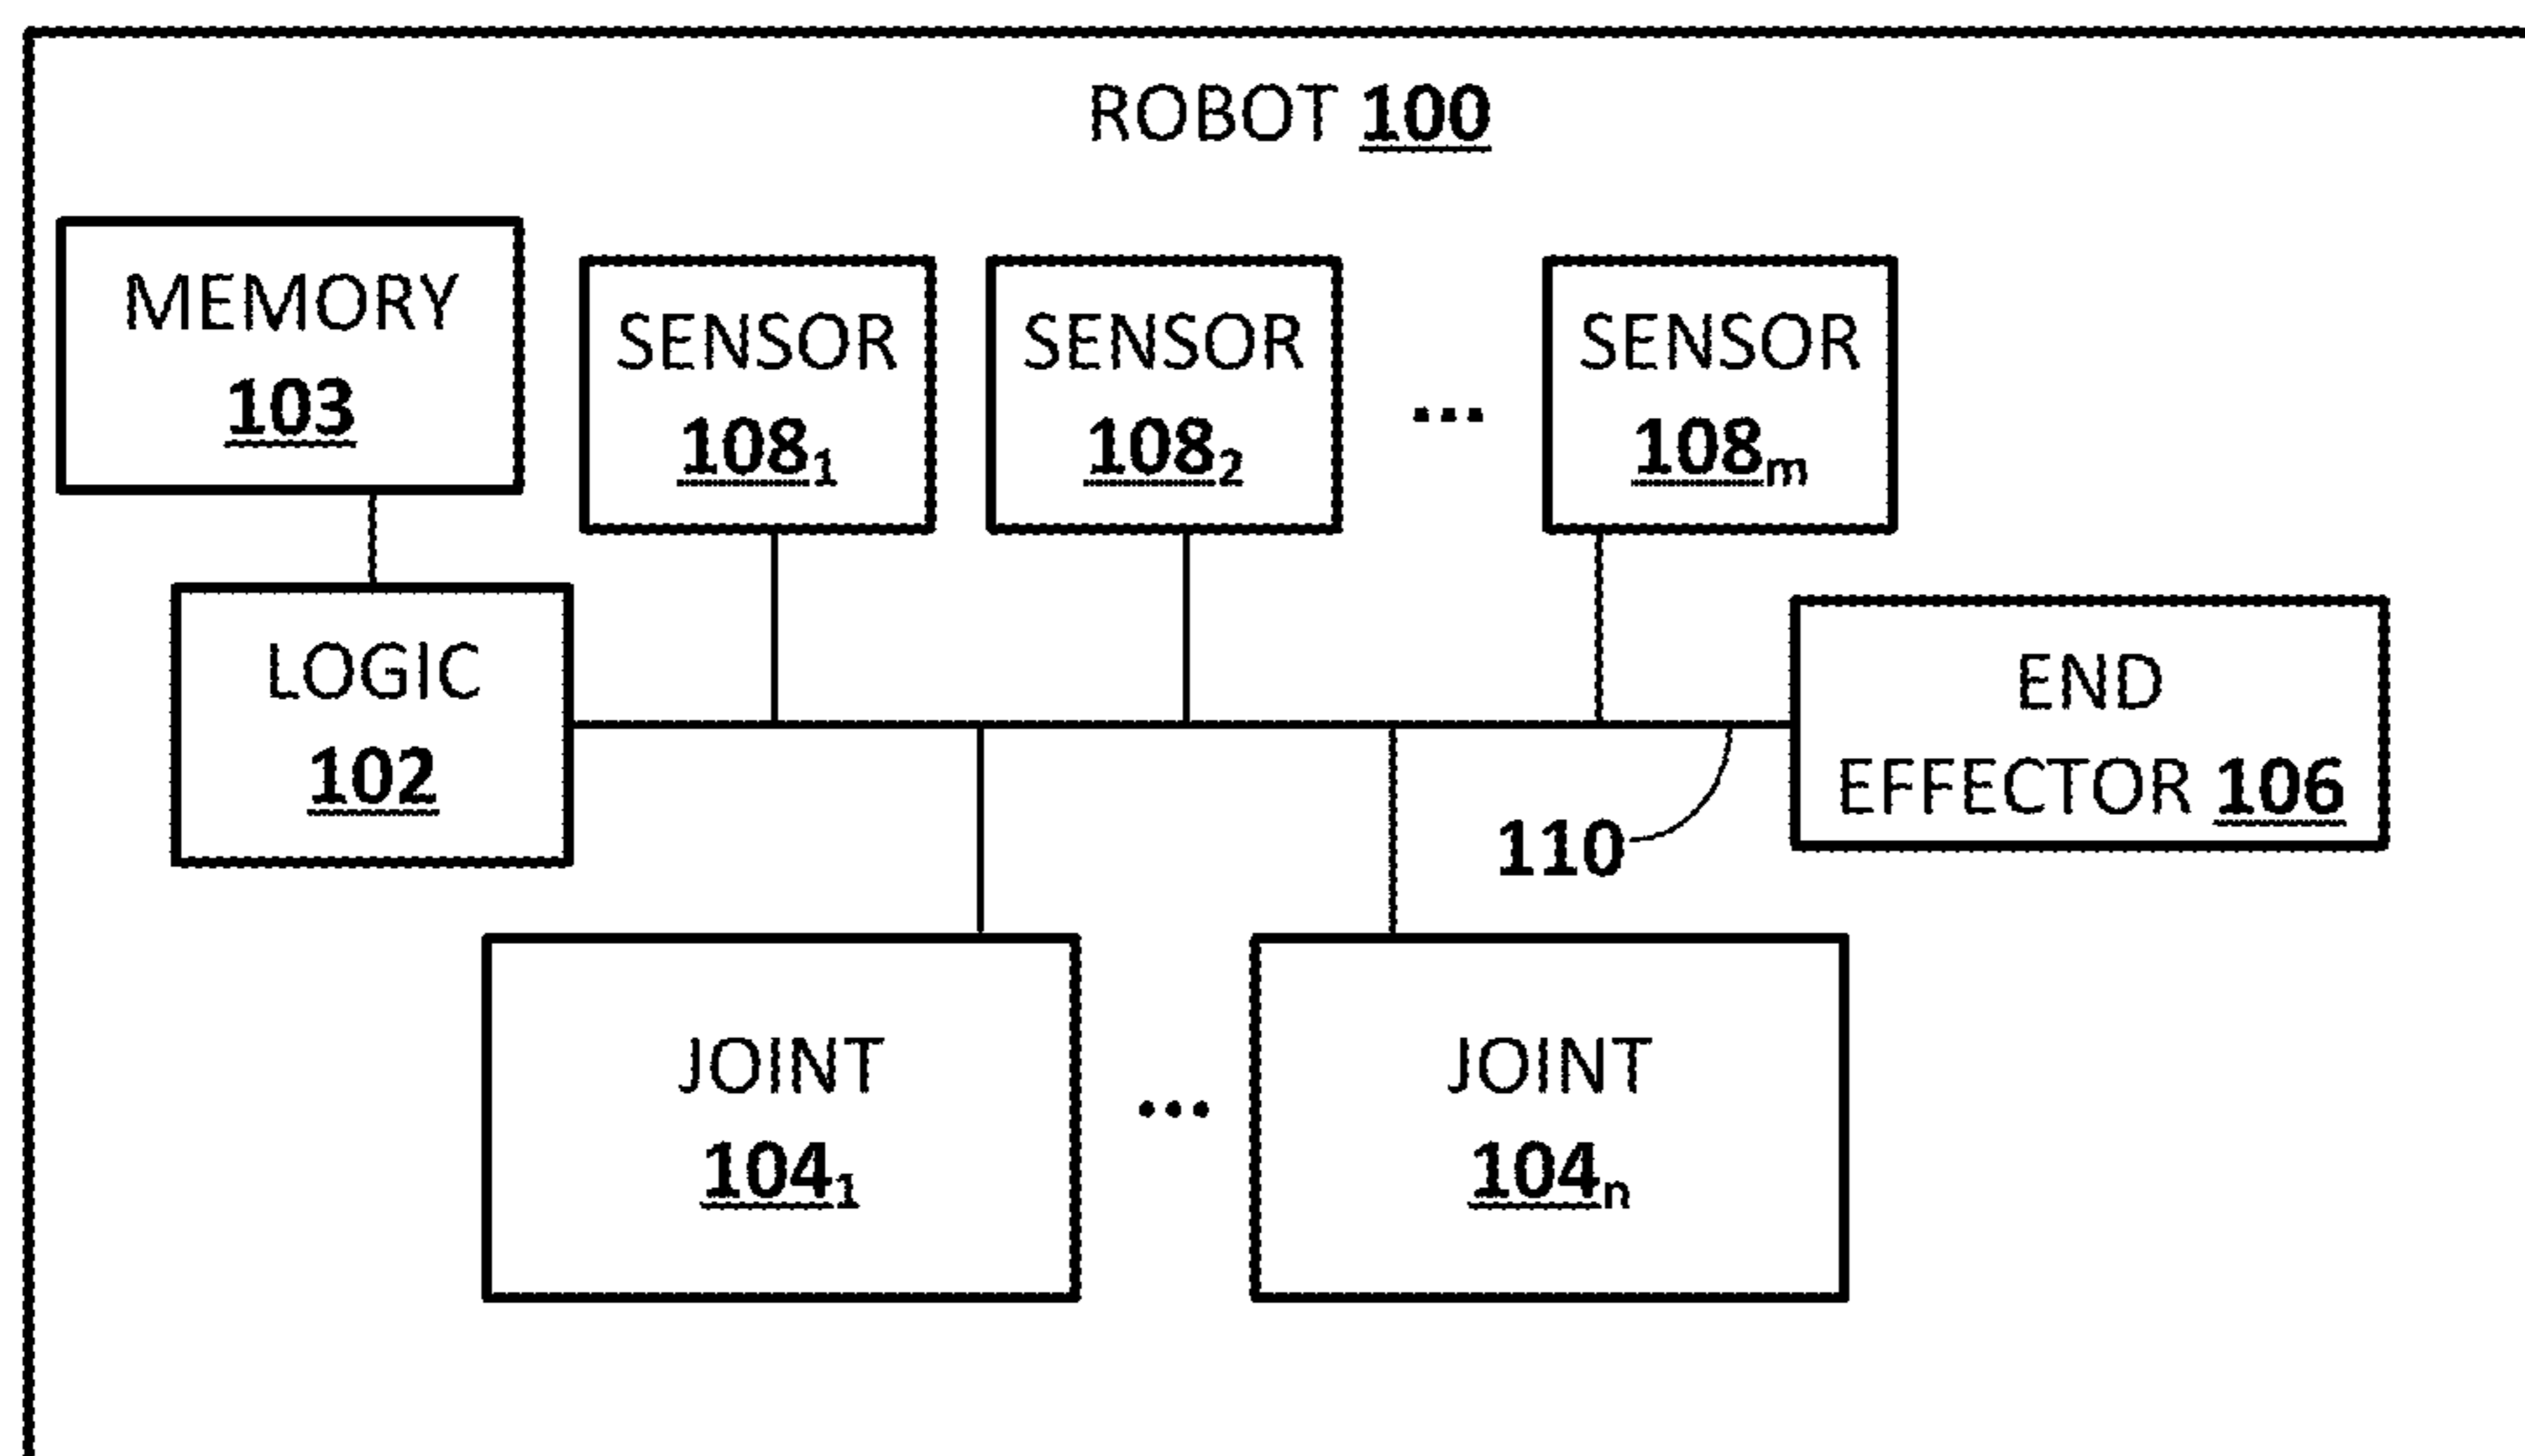 ROBOT 100
MEMORY
103
SENSOR
108₁
SENSOR
108₂
...
SENSOR
108ₘ
LOGIC
102
END
EFFECTOR 106
110
JOINT
104₁
...
JOINT
104ₙ